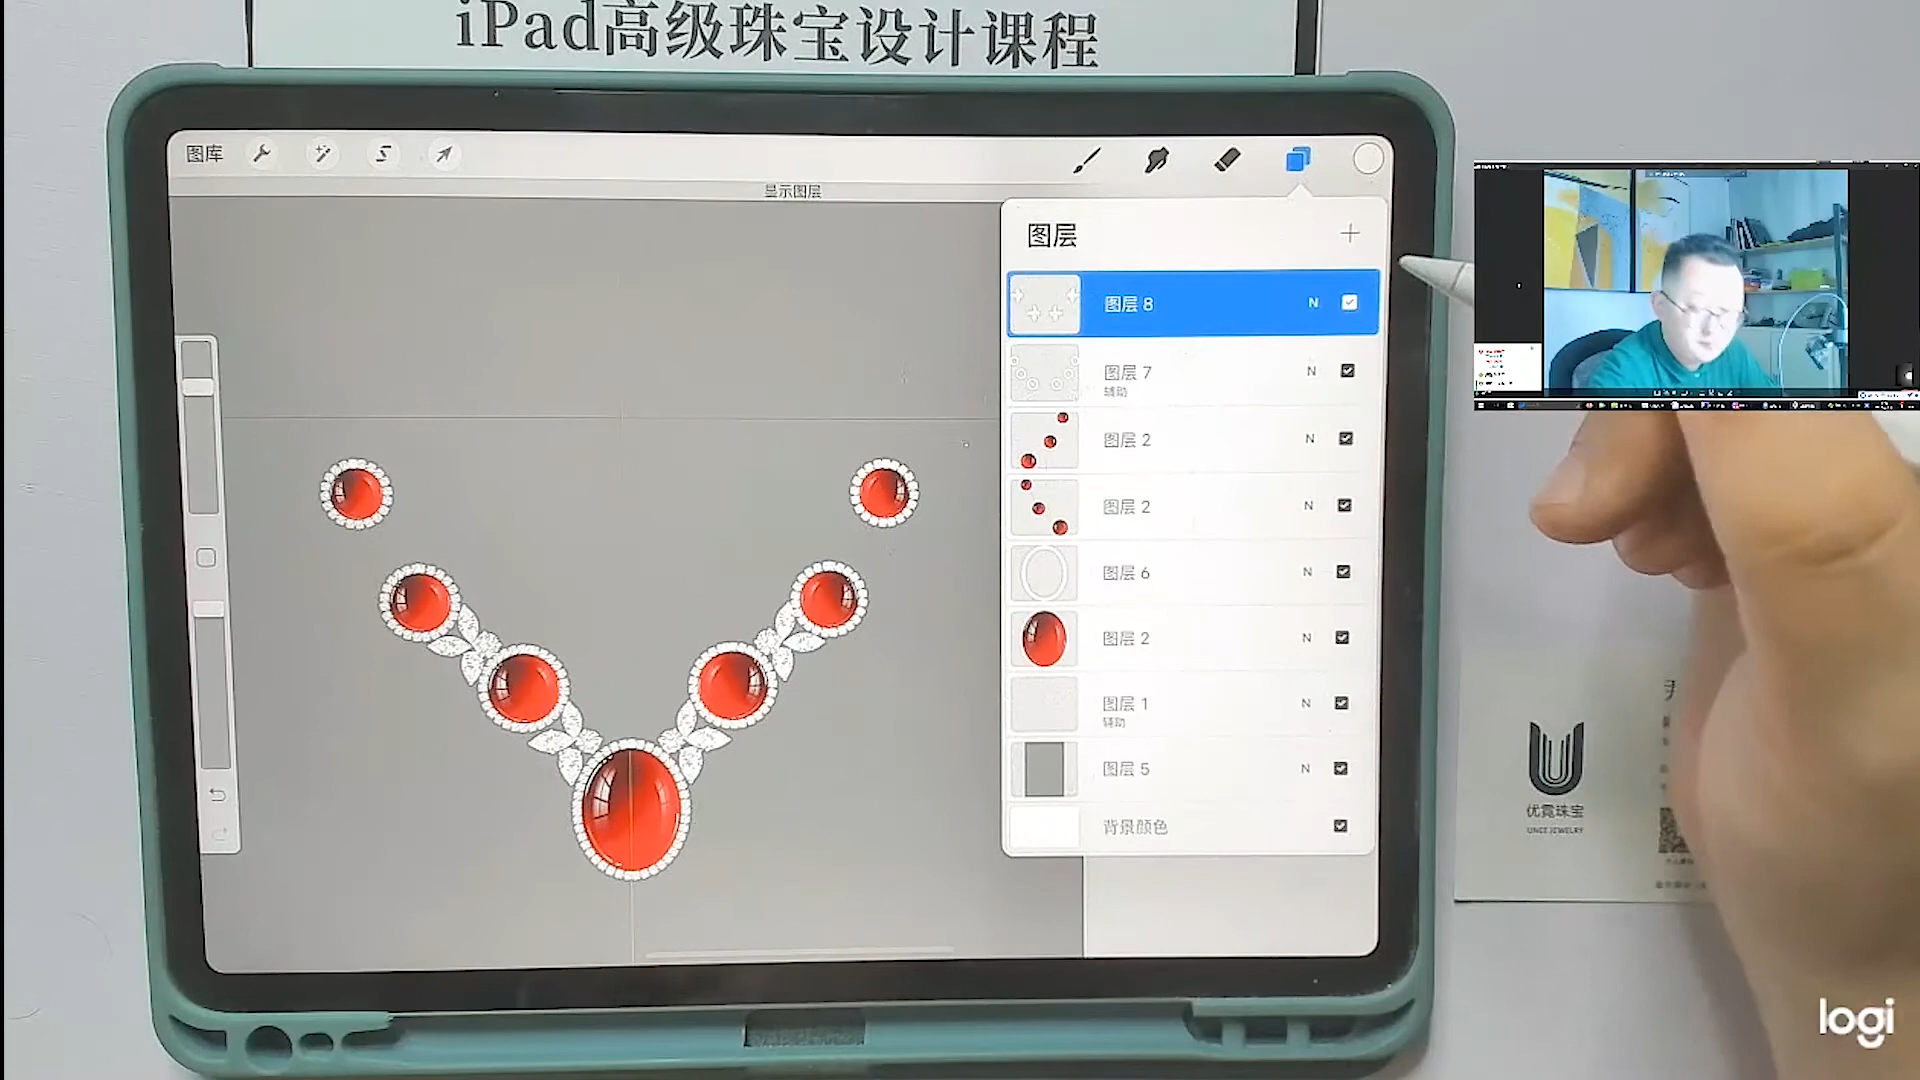 iPad高级珠宝设计课程
图库
显示图层
图层
图层 8
N
图层 7
N
辅助
图层 2
N
图层 2
N
图层 6
N
图层 2
N
图层 1
N
辅助
图层 5
N
背景颜色
优霓珠宝
UNCE JEWELRY
logi